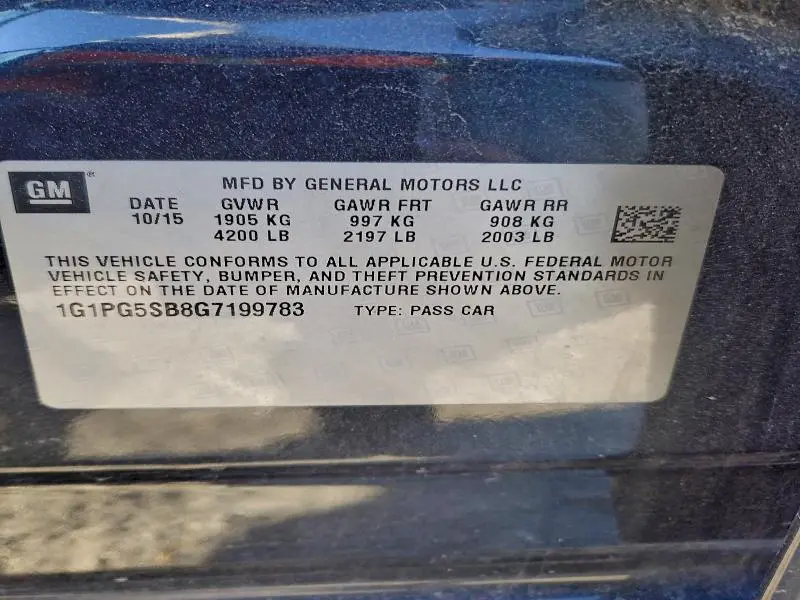 GM ®
MFD BY GENERAL MOTORS LLC
DATE GVWR GAWR FRT GAWR RR
10/15 1905 KG 997 KG 908 KG
4200 LB 2197 LB 2003 LB
THIS VEHICLE CONFORMS TO ALL APPLICABLE U.S. FEDERAL MOTOR
VEHICLE SAFETY, BUMPER, AND THEFT PREVENTION STANDARDS IN
EFFECT ON THE DATE OF MANUFACTURE SHOWN ABOVE.
1G1PG5SB8G7199783 TYPE: PASS CAR